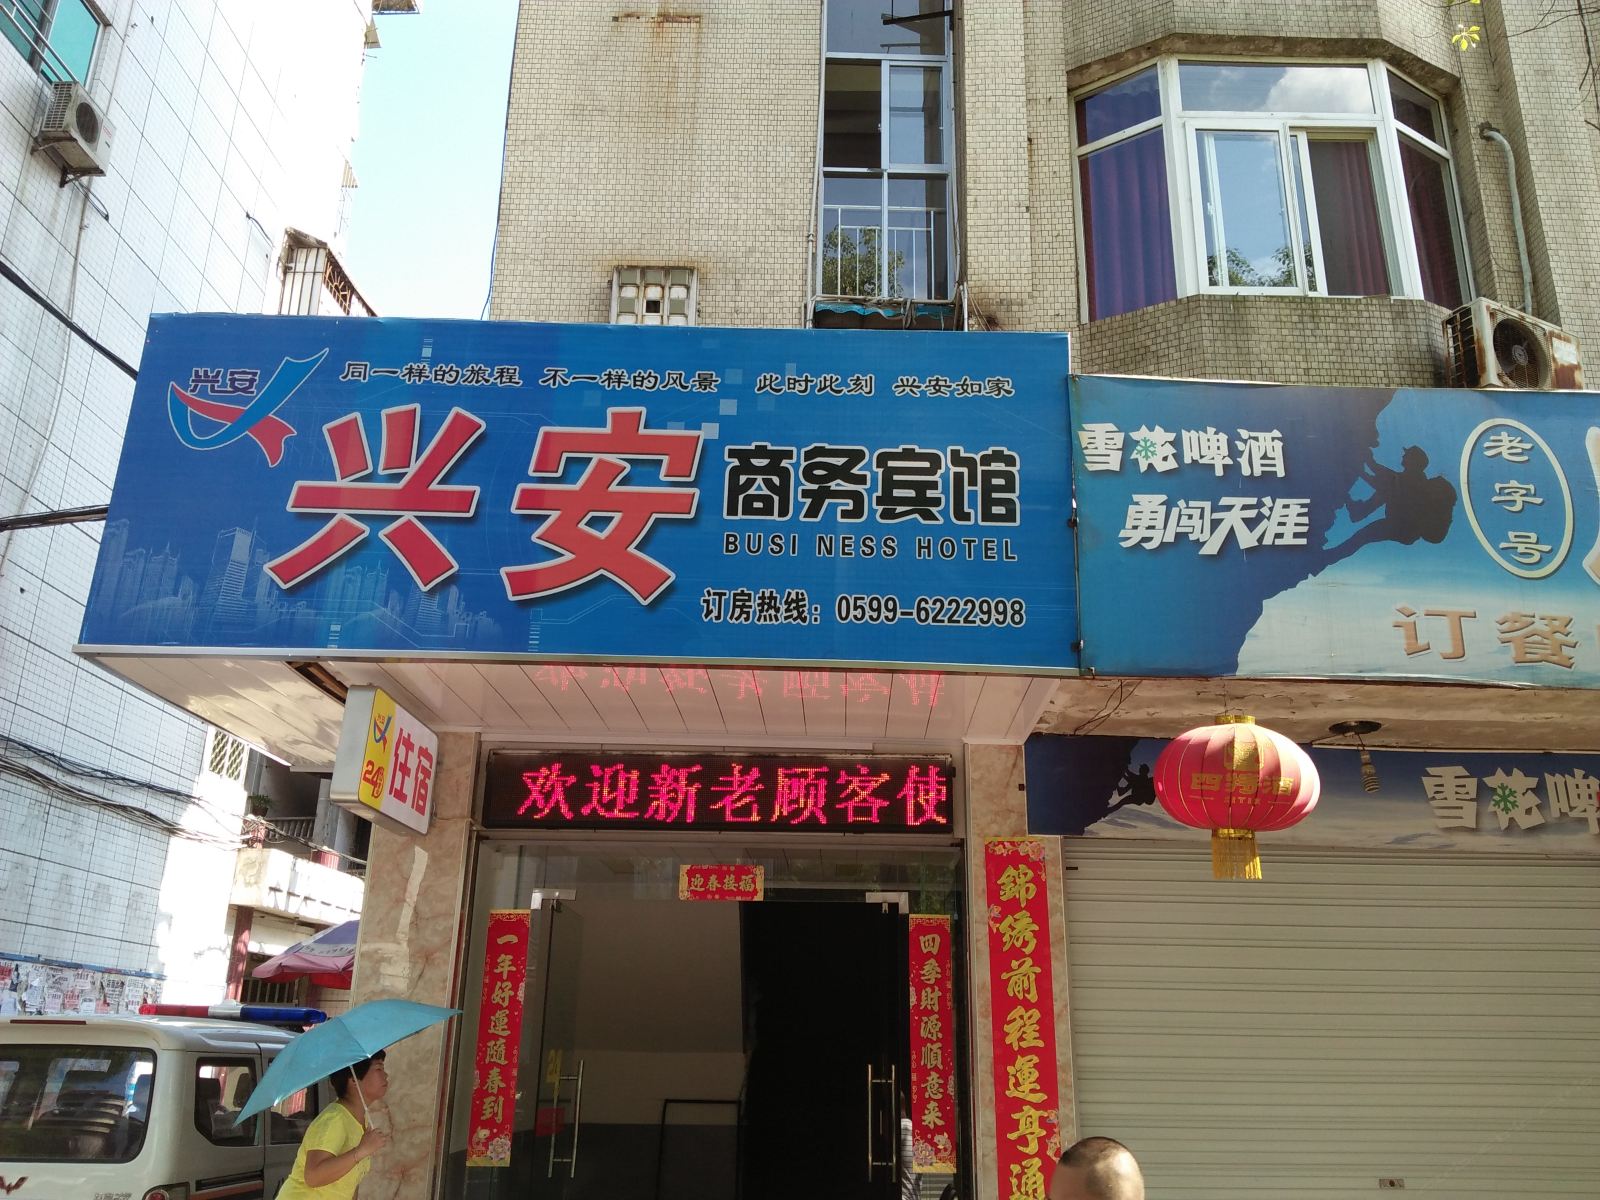 兴安
同一样的旅程 不一样的风景 此时此刻 兴安如家
兴安
商务宾馆
BUSI NESS HOTEL
订房热线：0599-6222998
雪花啤酒
勇闯天涯
老字号
订餐
住宿
24
欢迎新老顾客使
雪花啤
迎春接福
一年好運隨春到
四季財源順意来
錦绣前程運亨通